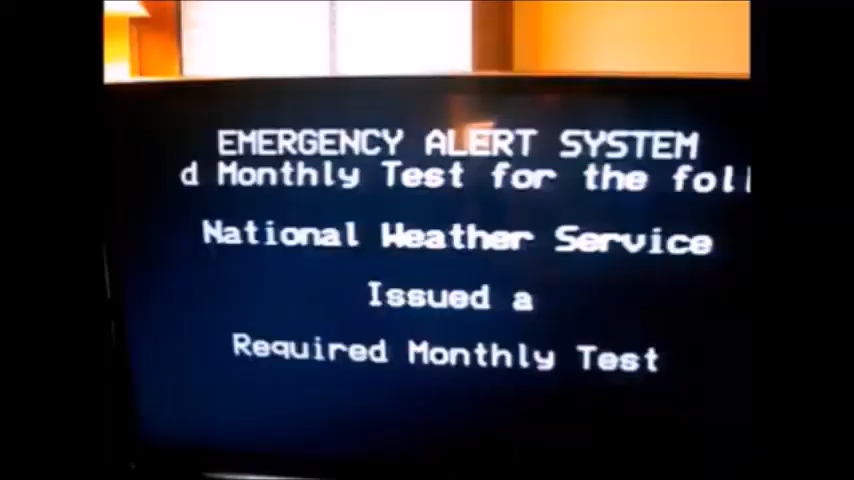 EMERGENCY ALERT SYSTEM
d Monthly Test for the foll
National Weather Service
Issued a
Required Monthly Test